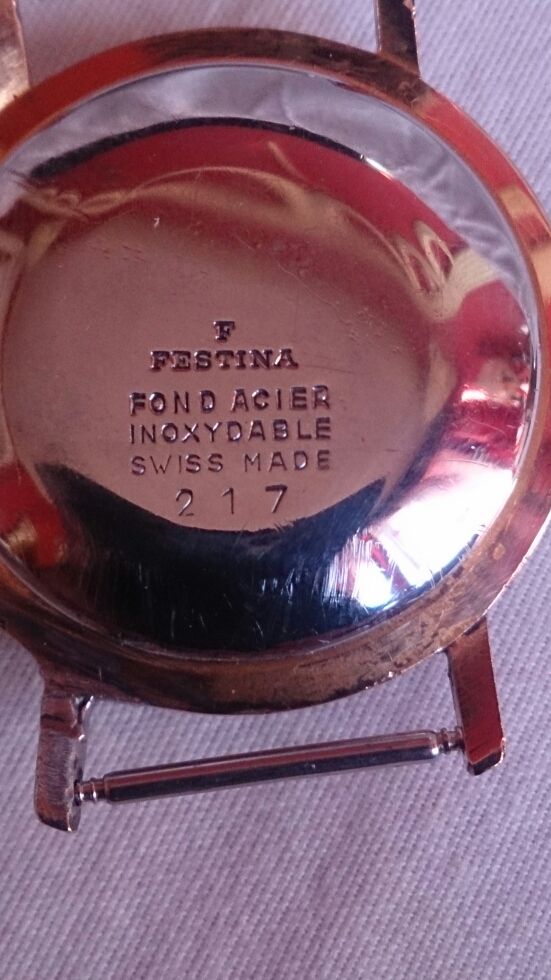 F
FESTINA
FOND ACIER
INOXYDABLE
SWISS MADE
217